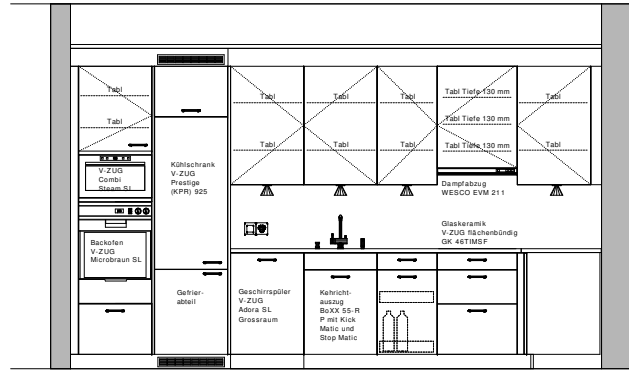 Tabl
Tabl
Tabl
Tabl
Tabl
Tabl
Tabl
Tabl
Tabl Tiefe 130 mm
Tabl Tiefe 130 mm
Tabl Tiefe 130 mm
Tabl
Tabl
V-ZUG
Combi
Steam SL
Kühlschrank
V-ZUG
Prestige
(KPR) 925
Dampfabzug
WESCO EVM 211
Glaskeramik
V-ZUG flächenbündig
GK 46TIMSF
Backofen
V-ZUG
Microbraun SL
Gefrier-
abteil
Geschirrspüler
V-ZUG
Adora SL
Grossraum
Kehricht-
auszug
BoXX 55-R
P mit Kick
Matic und
Stop Matic